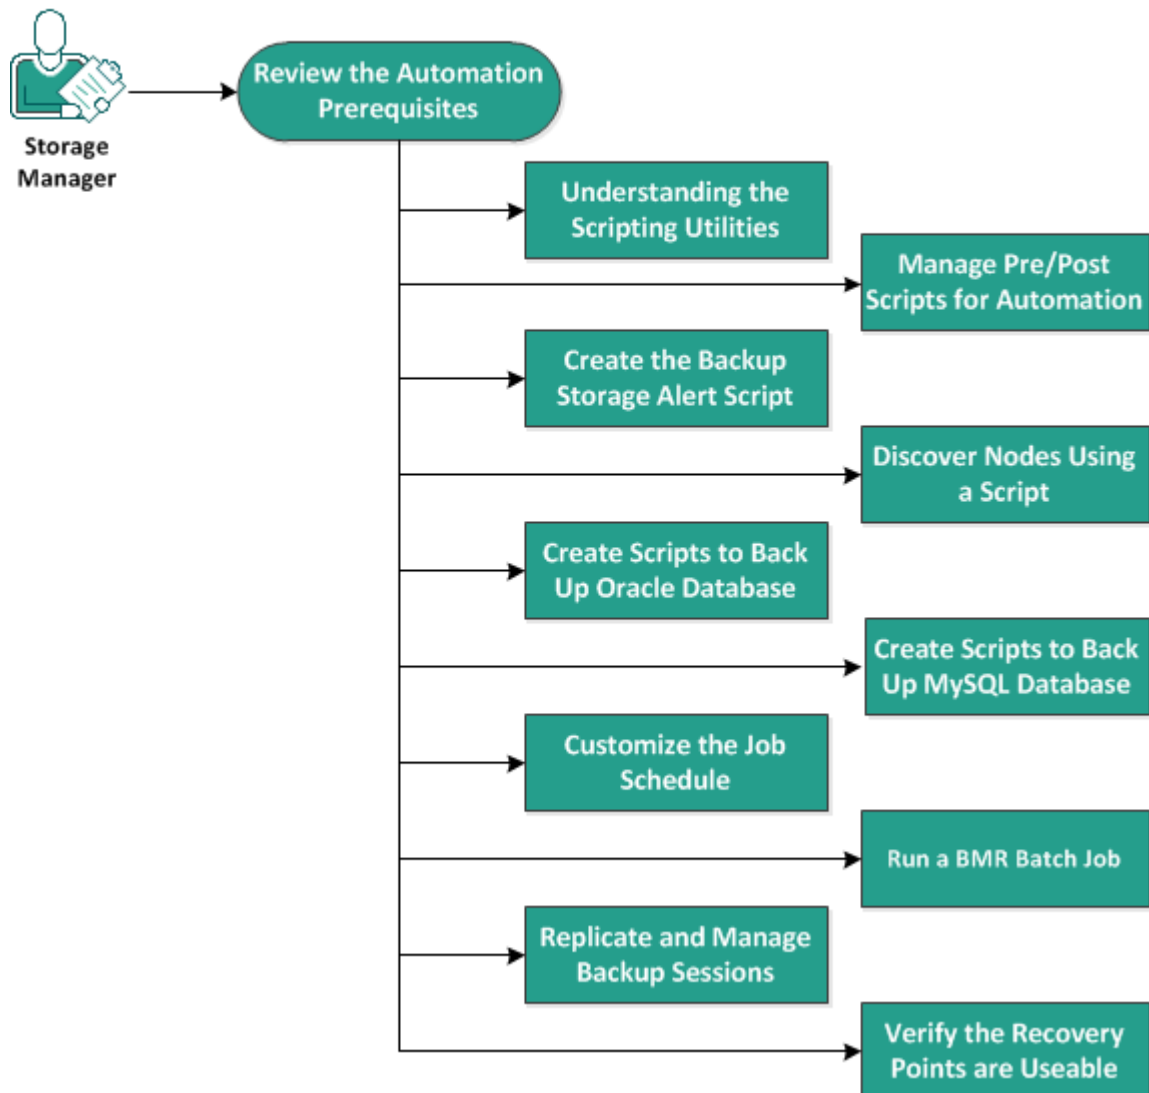 Storage
Manager
Review the Automation
Prerequisites
Understanding the
Scripting Utilities
Manage Pre/Post
Scripts for Automation
Create the Backup
Storage Alert Script
Discover Nodes Using
a Script
Create Scripts to Back
Up Oracle Database
Create Scripts to Back
Up MySQL Database
Customize the Job
Schedule
Run a BMR Batch Job
Replicate and Manage
Backup Sessions
Verify the Recovery
Points are Useable